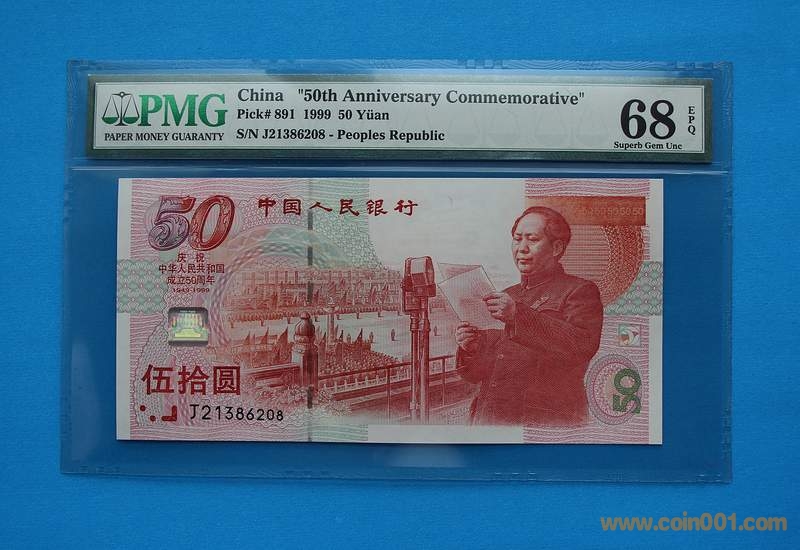 PMG
PAPER MONEY GUARANTY
China "50th Anniversary Commemorative"
Pick# 891 1999 50 Yüan
S/N J21386208 - Peoples Republic
68
EPQ
Superb Gem Unc
50
中国人民银行
庆祝
中华人民共和国
成立50周年
1949-1999
伍拾圆
J21386208
50
www.coin001.com